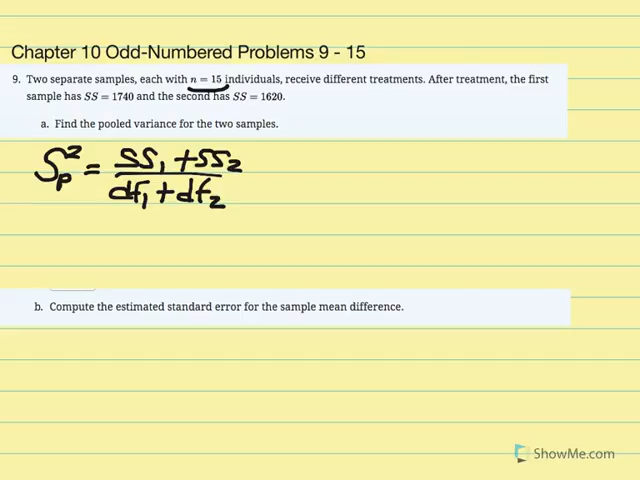 Chapter 10 Odd-Numbered Problems 9 - 15
9. Two separate samples, each with n = 15 individuals, receive different treatments. After treatment, the first
sample has SS = 1740 and the second has SS = 1620.
a. Find the pooled variance for the two samples.
S²ₚ = SS₁ + SS₂
df₁ + df₂
b. Compute the estimated standard error for the sample mean difference.
ShowMe.com